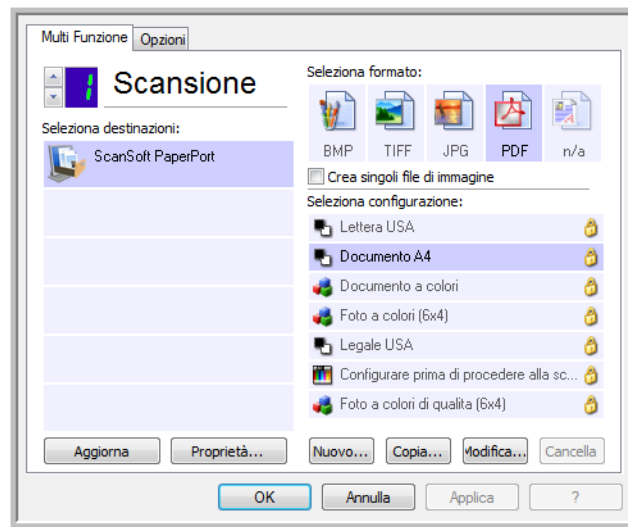 Multi Funzione
Opzioni
1
Scansione
Seleziona destinazioni:
ScanSoft PaperPort
Seleziona formato:
BMP
TIFF
JPG
PDF
n/a
Crea singoli file di immagine
Seleziona configurazione:
Lettera USA
Documento A4
Documento a colori
Foto a colori (6x4)
Legale USA
Configurare prima di procedere alla sc...
Foto a colori di qualita (6x4)
Aggiorna
Proprietà...
Nuovo...
Copia...
Modifica...
Cancella
OK
Annulla
Applica
?